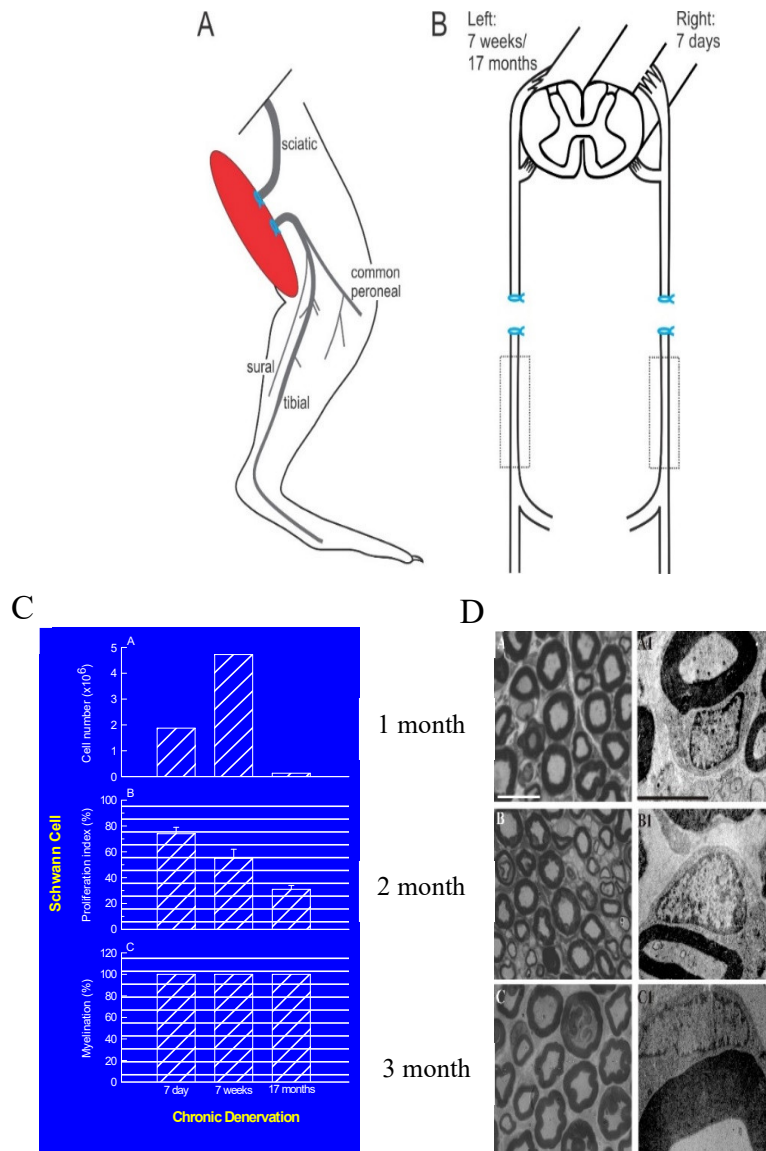 A
sciatic
common
peroneal
sural
tibial
B
Left:
7 weeks/
17 months
Right:
7 days
C
Schwann Cell
A
Cell number (x10⁶)
5
4
3
2
1
0
B
Proliferation index (%)
100
80
60
40
20
0
C
Myelination (%)
120
100
80
60
40
20
0
7 day 7 weeks 17 months
Chronic Denervation
1 month
2 month
3 month
D
A
A1
B
B1
C
C1